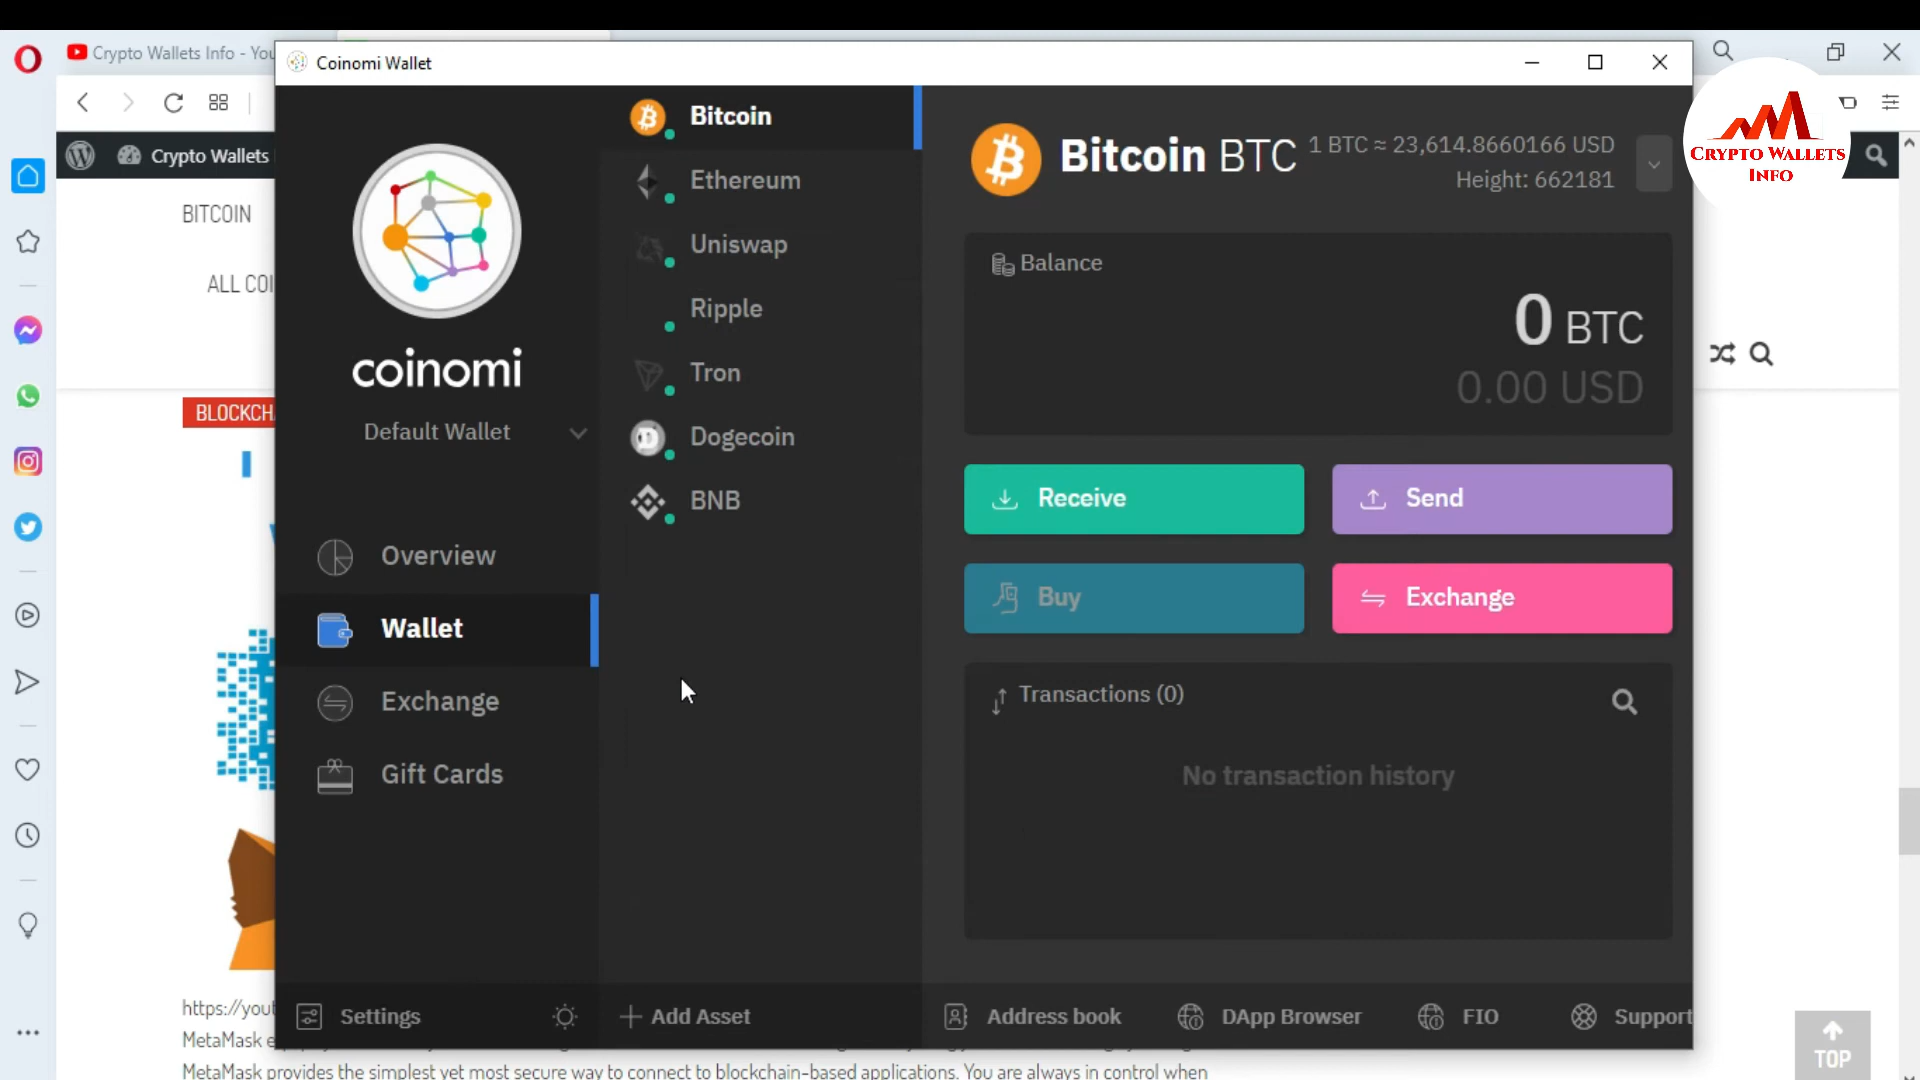 Crypto Wallets Info - You
Coinomi Wallet
Crypto Wallets
CRYPTO WALLETS
INFO
BITCOIN
ALL COI
BLOCKCHA
coinomi
Default Wallet
Overview
Wallet
Exchange
Gift Cards
Settings
Bitcoin
Ethereum
Uniswap
Ripple
Tron
Dogecoin
BNB
Add Asset
Bitcoin BTC
1 BTC ≈ 23,614.8660166 USD
Height: 662181
Balance
0 BTC
0.00 USD
Receive
Send
Buy
Exchange
Transactions (0)
No transaction history
Address book
DApp Browser
FIO
Support
https://yout
MetaMask e
MetaMask provides the simplest yet most secure way to connect to blockchain-based applications. You are always in control when
TOP